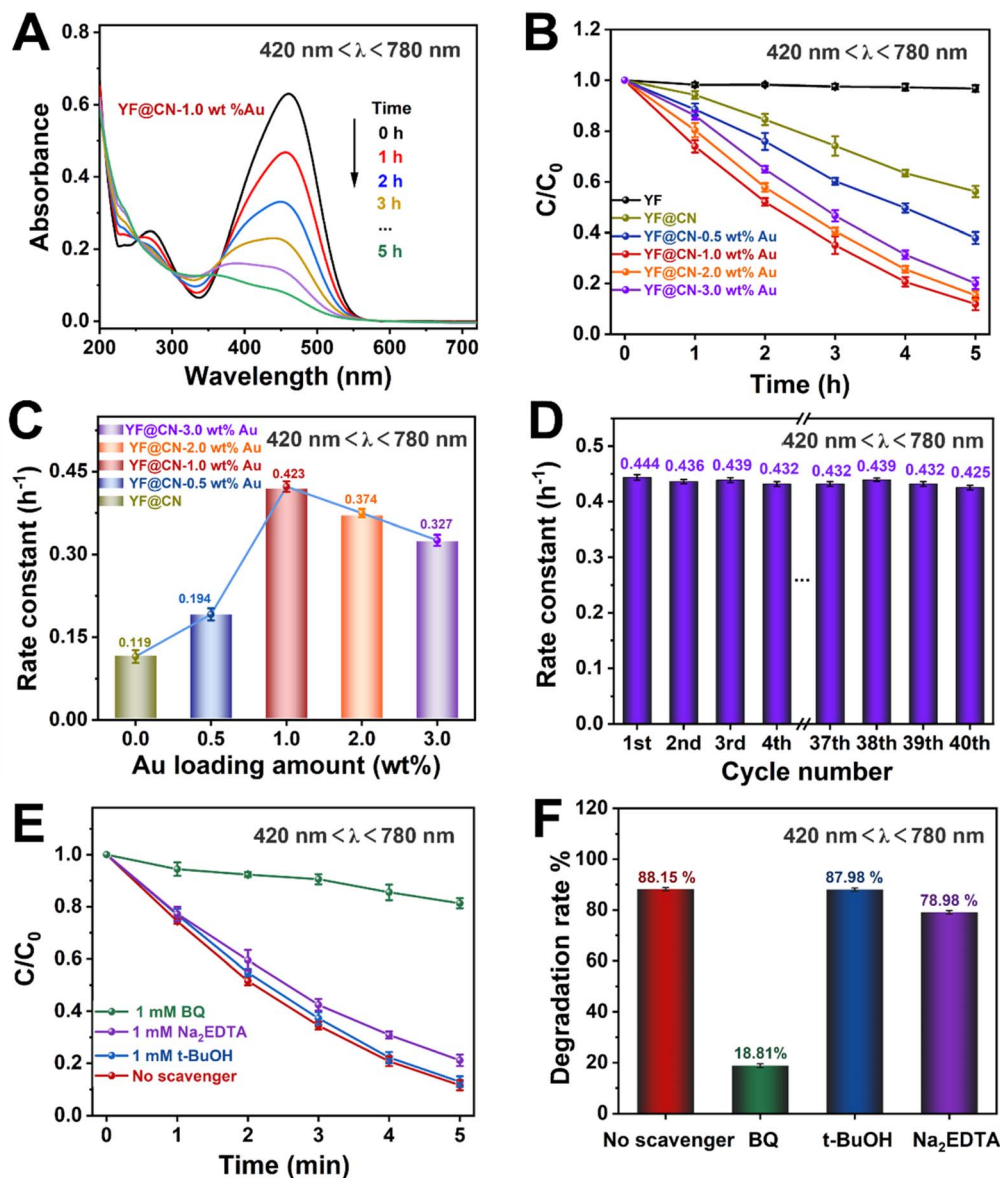 A
420 nm<λ<780 nm
YF@CN-1.0 wt %Au
Time
0 h
1 h
2 h
3 h
...
5 h
Absorbance
0.8
0.6
0.4
0.2
0.0
200 300 400 500 600 700
Wavelength (nm)
B
420 nm<λ<780 nm
C/C0
1.2
1.0
0.8
0.6
0.4
0.2
0.0
YF
YF@CN
YF@CN-0.5 wt% Au
YF@CN-1.0 wt% Au
YF@CN-2.0 wt% Au
YF@CN-3.0 wt% Au
0 1 2 3 4 5
Time (h)
C
YF@CN-3.0 wt% Au
YF@CN-2.0 wt% Au
YF@CN-1.0 wt% Au
YF@CN-0.5 wt% Au
YF@CN
420 nm<λ<780 nm
Rate constant (h-1)
0.45
0.30
0.15
0.00
0.119
0.194
0.423
0.374
0.327
0.0 0.5 1.0 2.0 3.0
Au loading amount (wt%)
D
420 nm<λ<780 nm
Rate constant (h-1)
0.5
0.4
0.3
0.2
0.1
0.0
0.444 0.436 0.439 0.432 0.432 0.439 0.432 0.425
...
1st 2nd 3rd 4th 37th 38th 39th 40th
Cycle number
E
420 nm<λ<780 nm
C/C0
1.0
0.8
0.6
0.4
0.2
0.0
1 mM BQ
1 mM Na2EDTA
1 mM t-BuOH
No scavenger
0 1 2 3 4 5
Time (min)
F
420 nm<λ<780 nm
Degradation rate %
120
100
80
60
40
20
0
88.15 %
18.81%
87.98 %
78.98 %
No scavenger BQ t-BuOH Na2EDTA